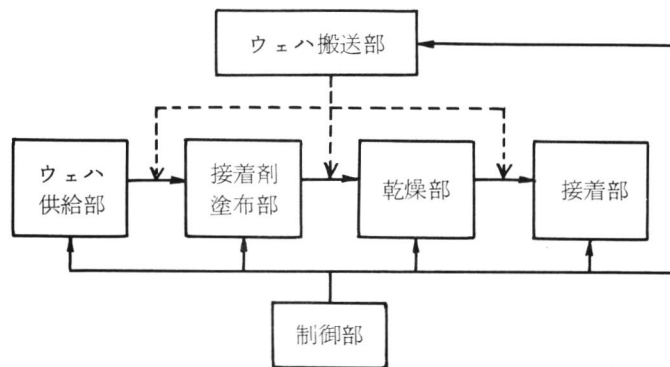 ウェハ搬送部
ウェハ
供給部
接着剤
塗布部
乾燥部
接着部
制御部